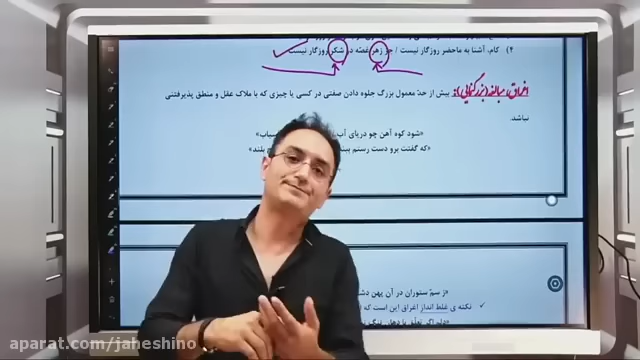 ۴) کام، آشنا به ماحضر روزگار نیست / جز زهر غصّه در شکر روزگار نیست
اغراق، مبالغه (بزرگنمایی): بیش از حدّ معمول بزرگ جلوه دادن صفتی در کسی یا چیزی که با ملاک عقل و منطق پذیرفتنی
نباشد.
«شود کوه آهن چو دریای آب
«که گفتت برو دست رستم ببند
بلند»
«ز سمّ ستوران در آن پهن دشت
نکته ی غلط انداز اغراق این است که
aparat.com/jaheshino